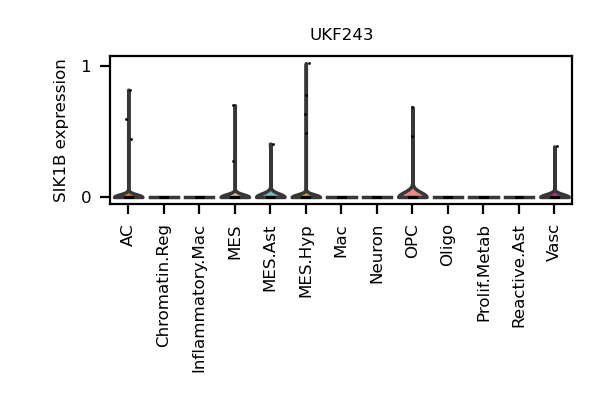 UKF243
SIK1B expression
1
0
AC
Chromatin.Reg
Inflammatory.Mac
MES
MES.Ast
MES.Hyp
Mac
Neuron
OPC
Oligo
Prolif.Metab
Reactive.Ast
Vasc